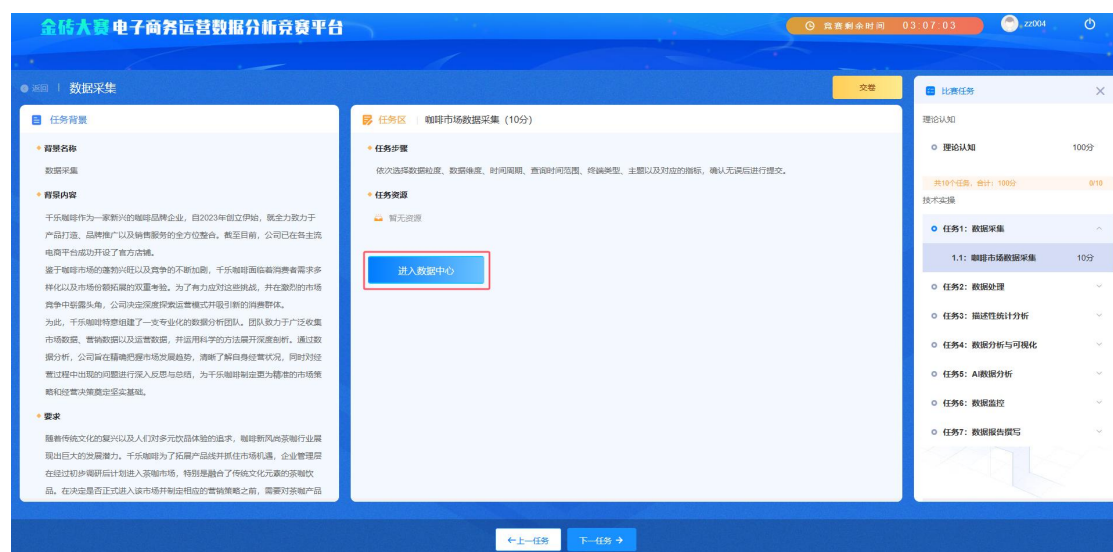 金砖大赛 电子商务运营数据分析竞赛平台
竞赛剩余时间 03:07:03
zz004
返回 | 数据采集
交卷
任务背景
背景名称
数据采集
背景内容
千乐咖啡作为一家新兴的咖啡品牌企业，自2023年创立伊始，就全力致力于
产品打造、品牌推广以及销售服务的全方位整合。截至目前，公司已在各主流
电商平台成功开设了官方店铺。
鉴于咖啡市场的蓬勃兴旺以及竞争的不断加剧，千乐咖啡面临着消费者需求多
样化以及市场份额拓展的双重考验。为了有力应对这些挑战，并在激烈的市场
竞争中崭露头角，公司决定深度探索运营模式并吸引新的消费群体。
为此，千乐咖啡特意组建了一支专业化的数据分析团队。团队致力于广泛收集
市场数据、营销数据以及运营数据，并运用科学的方法展开深度剖析。通过数
据分析，公司旨在精确把握市场发展趋势，清晰了解自身经营状况，同时对经
营过程中出现的问题进行深入反思与总结，为千乐咖啡制定更为精准的市场策
略和经营决策奠定坚实基础。
要求
随着传统文化的复兴以及人们对多元饮品体验的追求，咖啡新风尚茶咖行业展
现出巨大的发展潜力。千乐咖啡为了拓展产品线并抓住市场机遇，企业管理层
在经过初步调研后计划进入茶咖市场，特别是融合了传统文化元素的茶咖饮
品。在决定是否正式进入该市场并制定相应的营销策略之前，需要对茶咖产品
任务区 | 咖啡市场数据采集（10分）
任务步骤
依次选择数据粒度、数据维度、时间周期、查询时间范围、终端类型、主题以及对应的指标，确认无误后进行提交。
任务资源
暂无资源
进入数据中心
比赛任务
理论认知
理论认知 100分
共10个任务，合计：100分 0/10
技术实操
任务1：数据采集
1.1：咖啡市场数据采集 10分
任务2：数据处理
任务3：描述性统计分析
任务4：数据分析与可视化
任务5：AI数据分析
任务6：数据监控
任务7：数据报告撰写
←上一任务 下一任务→